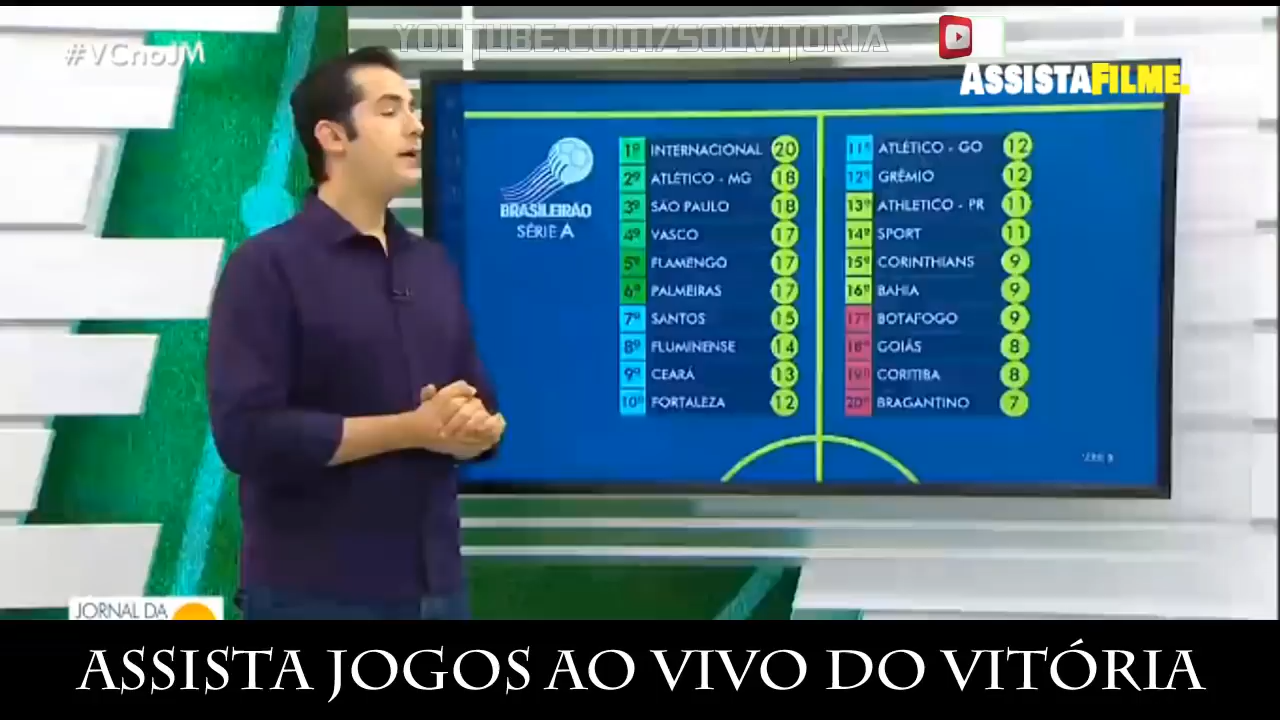 YOUTUBE.COM/SOUVITORIA
#VCnoJM
ASSISTAFILME.
BRASILEIRÃO
SÉRIE A
1º INTERNACIONAL 20
2º ATLÉTICO - MG 18
3º SÃO PAULO 18
4º VASCO 17
5º FLAMENGO 17
6º PALMEIRAS 17
7º SANTOS 15
8º FLUMINENSE 14
9º CEARÁ 13
10º FORTALEZA 12
11º ATLÉTICO - GO 12
12º GRÊMIO 12
13º ATHLETICO - PR 11
14º SPORT 11
15º CORINTHIANS 9
16º BAHIA 9
17º BOTAFOGO 9
18º GOIÁS 8
19º CORITIBA 8
20º BRAGANTINO 7
JORNAL DA
ASSISTA JOGOS AO VIVO DO VITÓRIA